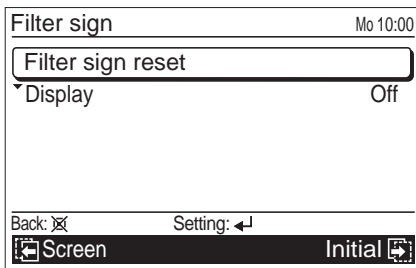 Filter sign Mo 10:00
Filter sign reset
Display Off
Back: Setting:
Screen Initial